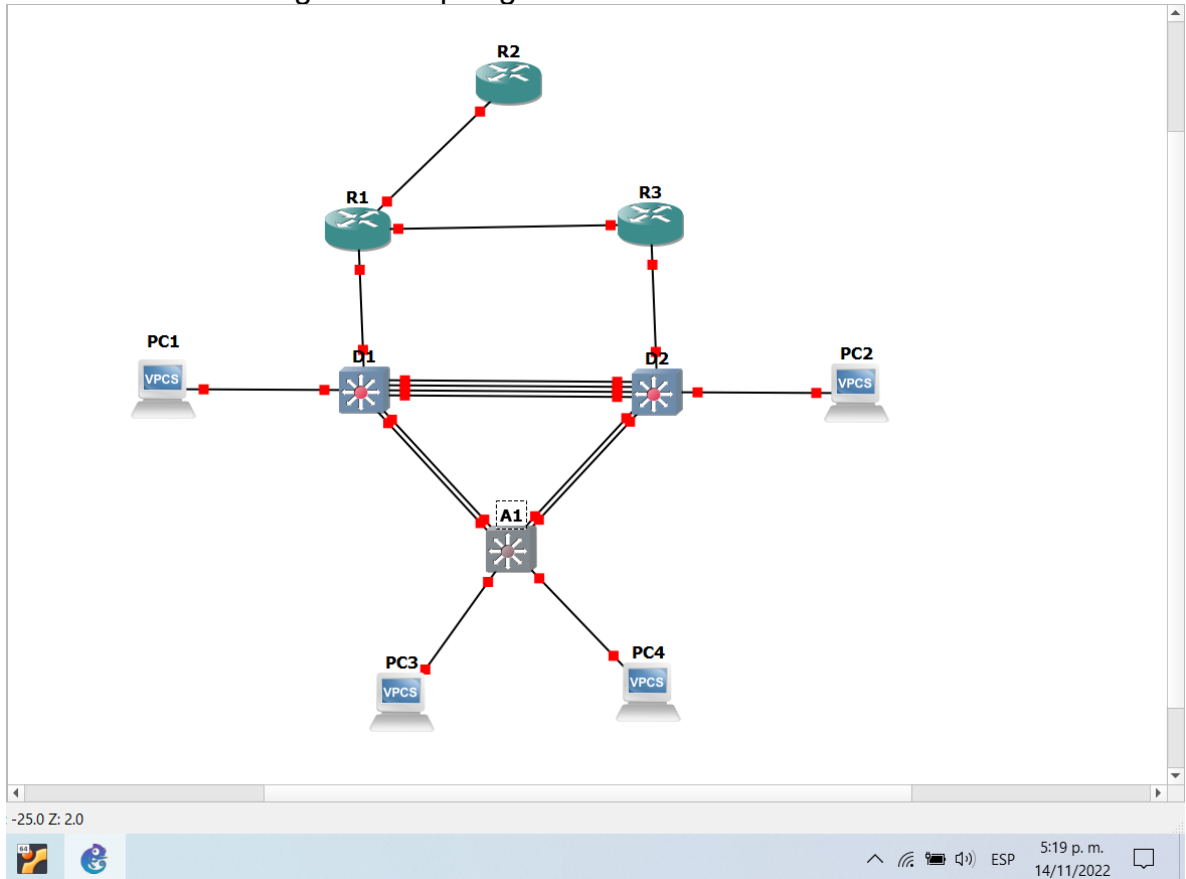 R2
R1
R3
PC1
D1
D2
PC2
VPCS
VPCS
A1
PC3
PC4
VPCS
VPCS
-25.0 Z: 2.0
64
ESP
5:19 p. m.
14/11/2022